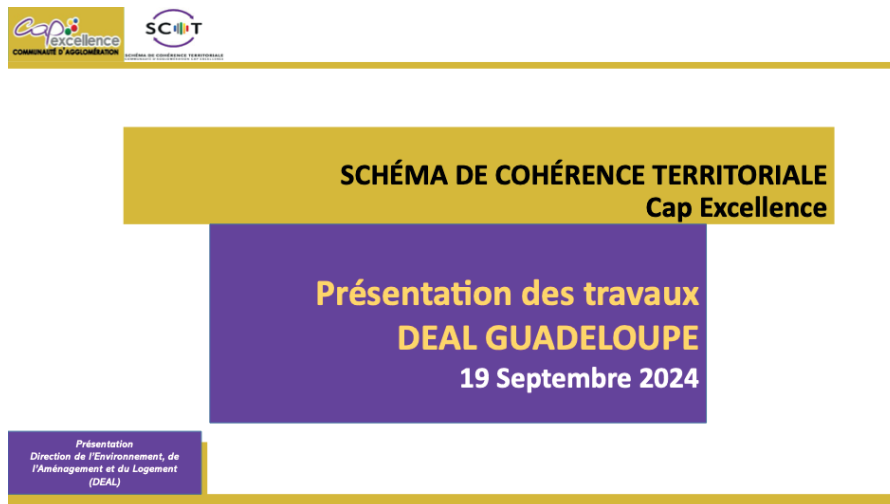 Cap
excellence
COMMUNAUTÉ D'AGGLOMÉRATION
SCOT
SCHÉMA DE COHÉRENCE TERRITORIALE
SCHÉMA DE COHÉRENCE TERRITORIALE
Cap Excellence
Présentation des travaux
DEAL GUADELOUPE
19 Septembre 2024
Présentation
Direction de l'Environnement, de
l'Aménagement et du Logement
(DEAL)